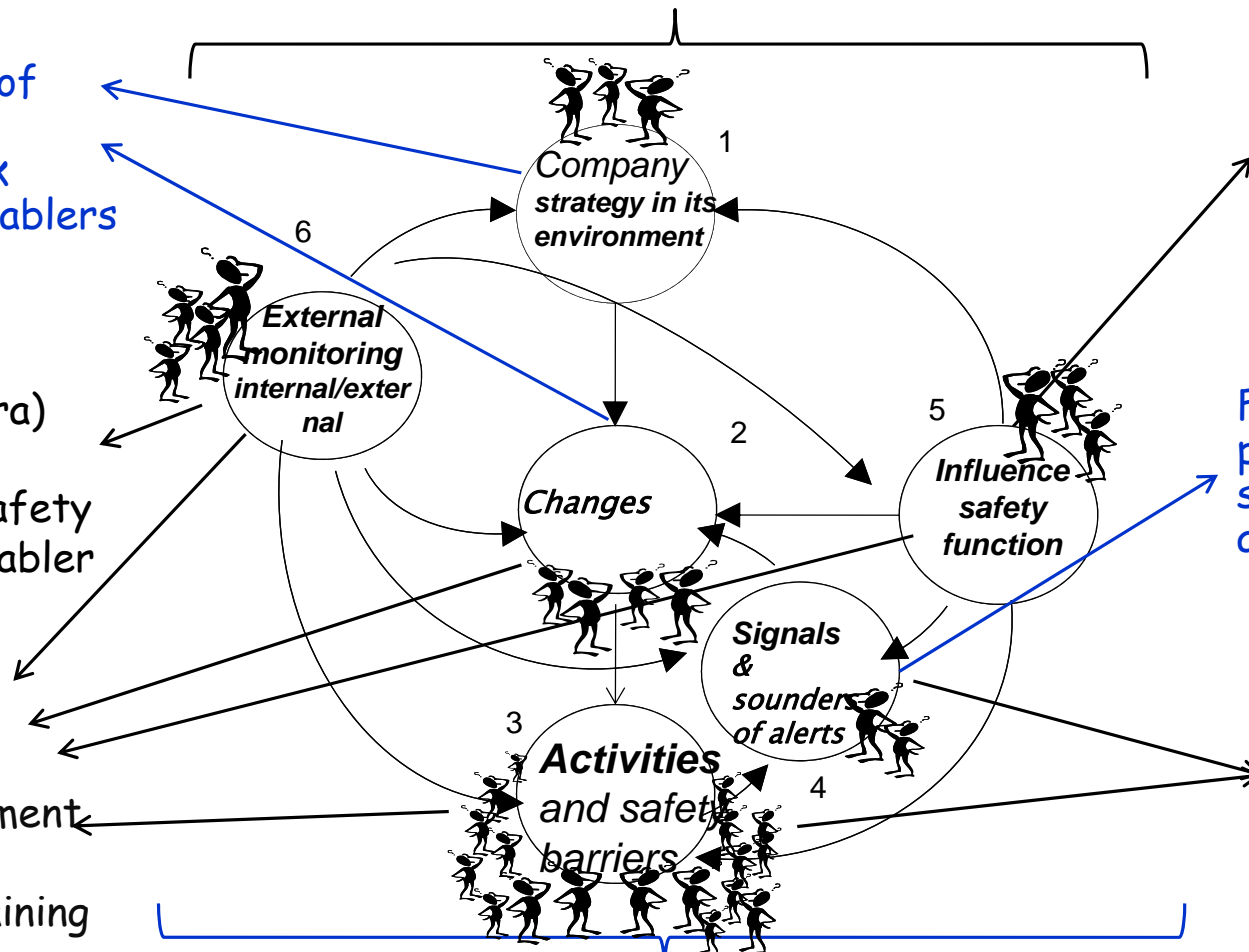 of
x
ablers
ra)
afety
abler
ment
ining
1
Company
strategy in its
environment
6
External
monitoring
internal/exter
nal
2
Changes
5
Influence
safety
function
Signals
&
sounders
of alerts
4
3
Activities
and safety
barriers
F
p
s